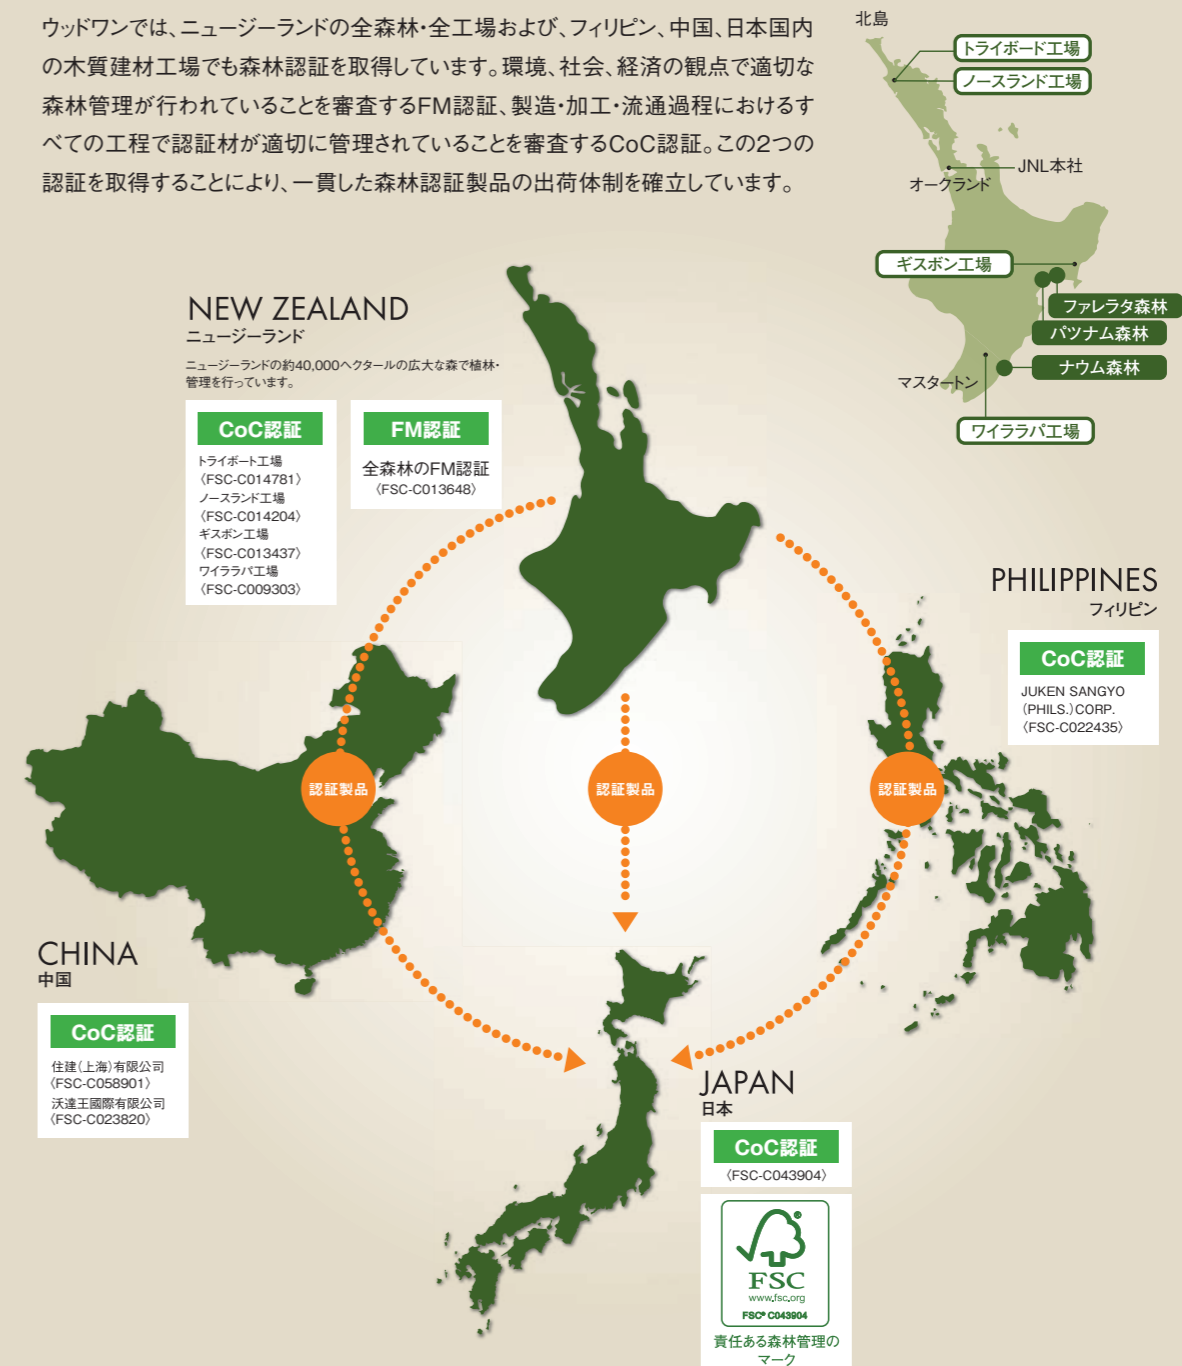 ウッドワンでは、ニュージーランドの全森林・全工場および、フィリピン、中国、日本国内
の木質建材工場でも森林認証を取得しています。環境、社会、経済の観点で適切な
森林管理が行われていることを審査するFM認証、製造・加工・流通過程におけるす
べての工程で認証材が適切に管理されていることを審査するCoC認証。この2つの
認証を取得することにより、一貫した森林認証製品の出荷体制を確立しています。
北島
トライボード工場
ノースランド工場
JNL本社
オークランド
ギスボン工場
ファレラタ森林
パツナム森林
ナウム森林
マスタートン
ワイララパ工場
NEW ZEALAND
ニュージーランド
ニュージーランドの約40,000ヘクタールの広大な森で植林・
管理を行っています。
CoC認証
トライボート工場
〈FSC-C014781〉
ノースランド工場
〈FSC-C014204〉
ギスボン工場
〈FSC-C013437〉
ワイララパ工場
〈FSC-C009303〉
FM認証
全森林のFM認証
〈FSC-C013648〉
PHILIPPINES
フィリピン
CoC認証
JUKEN SANGYO
(PHILS.)CORP.
〈FSC-C022435〉
認証製品
認証製品
認証製品
CHINA
中国
CoC認証
住建(上海)有限公司
〈FSC-C058901〉
沃達王國際有限公司
〈FSC-C023820〉
JAPAN
日本
CoC認証
〈FSC-C043904〉
®
FSC
www.fsc.org
FSC® C043904
責任ある森林管理の
マーク